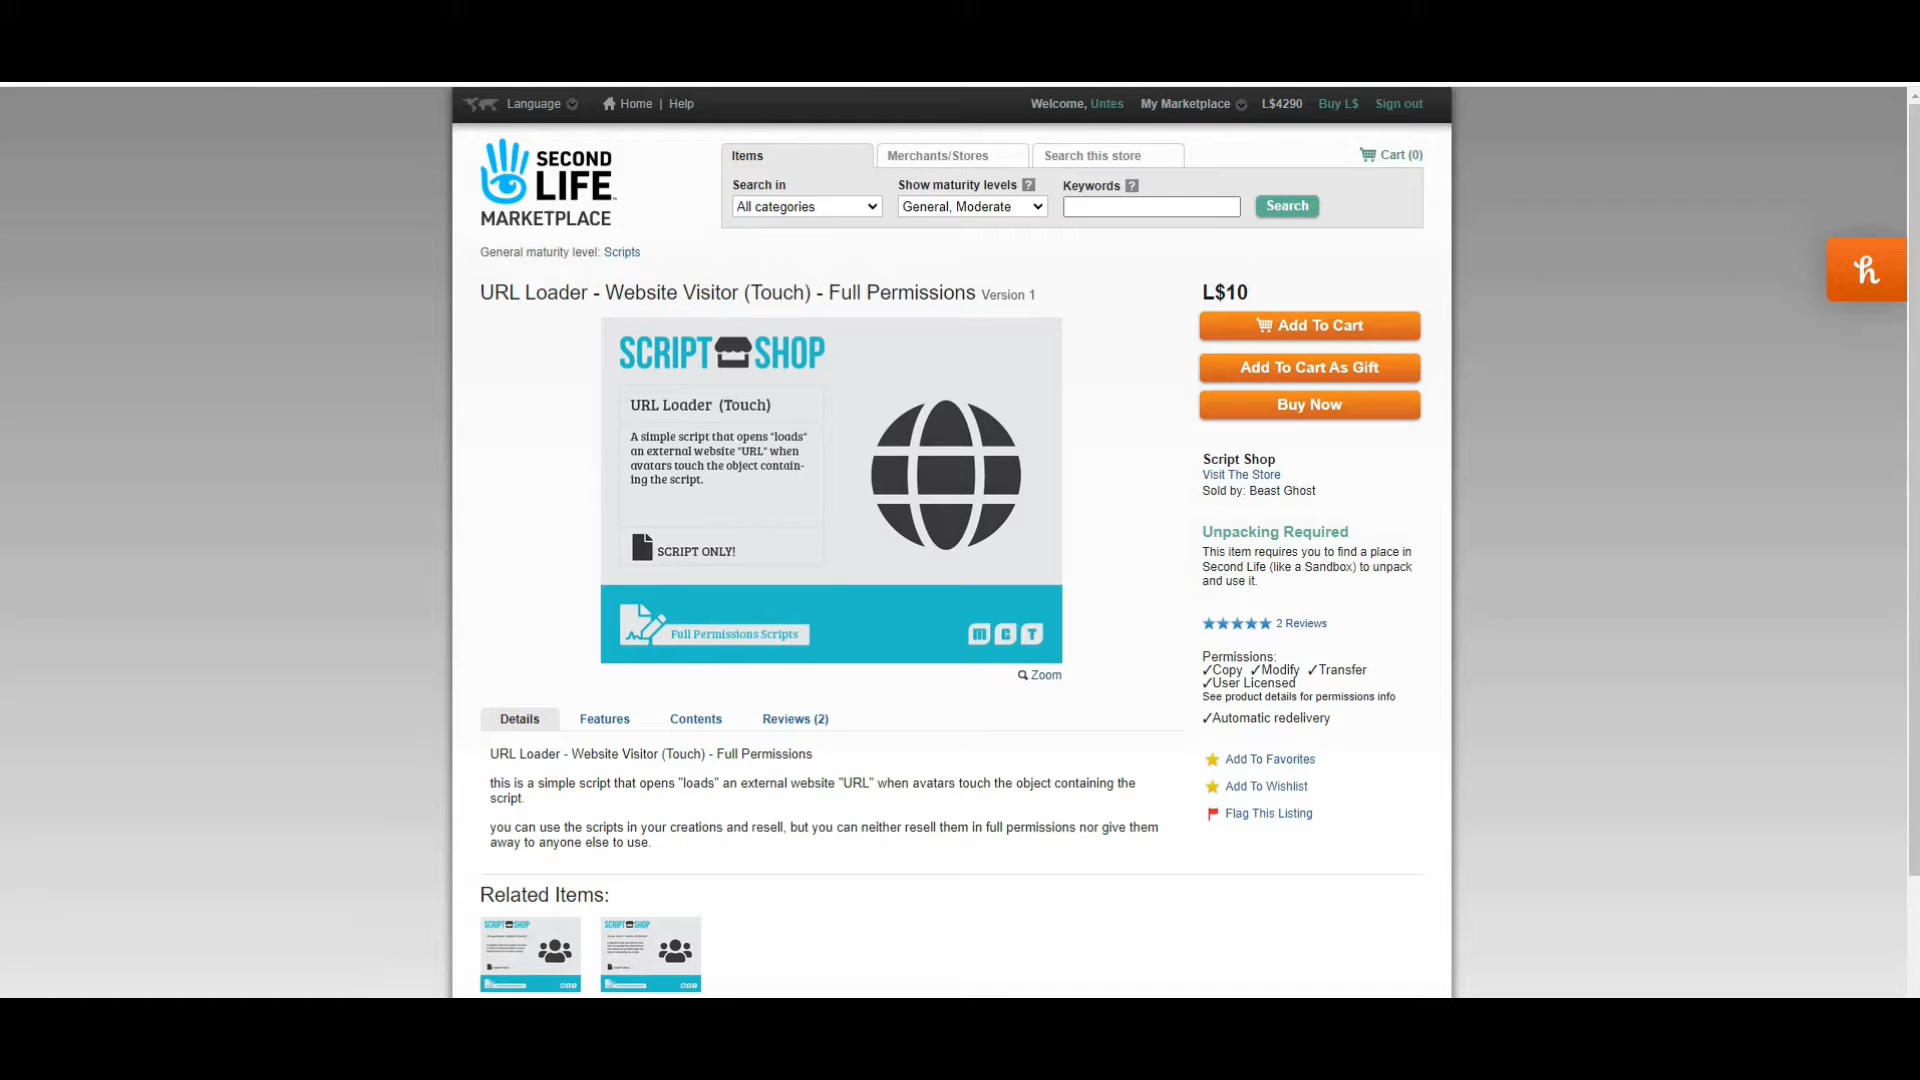 Language
Home | Help
Welcome, Untes
My Marketplace
L$4290
Buy L$
Sign out
SECOND
LIFE
MARKETPLACE
Items
Merchants/Stores
Search this store
Cart (0)
Search in
Show maturity levels ?
Keywords ?
All categories
General, Moderate
Search
General maturity level: Scripts
URL Loader - Website Visitor (Touch) - Full Permissions Version 1
SCRIPT SHOP
URL Loader (Touch)
A simple script that opens "loads"
an external website "URL" when
avatars touch the object contain-
ing the script.
SCRIPT ONLY!
Full Permissions Scripts
M C T
Zoom
L$10
Add To Cart
Add To Cart As Gift
Buy Now
Script Shop
Visit The Store
Sold by: Beast Ghost
Unpacking Required
This item requires you to find a place in
Second Life (like a Sandbox) to unpack
and use it.
2 Reviews
Permissions:
✓Copy ✓Modify ✓Transfer
✓User Licensed
See product details for permissions info
✓Automatic redelivery
Add To Favorites
Add To Wishlist
Flag This Listing
Details
Features
Contents
Reviews (2)
URL Loader - Website Visitor (Touch) - Full Permissions
this is a simple script that opens "loads" an external website "URL" when avatars touch the object containing the
script.
you can use the scripts in your creations and resell, but you can neither resell them in full permissions nor give them
away to anyone else to use.
Related Items:
SCRIPT SHOP
SCRIPT SHOP